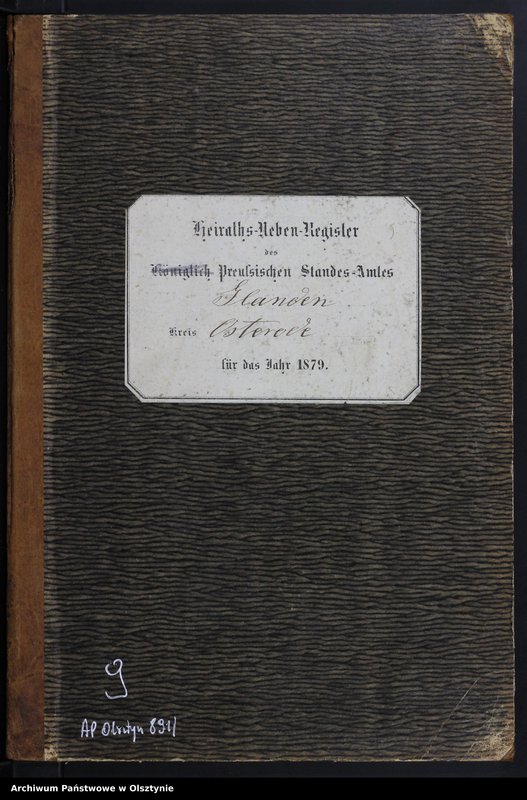 Heiraths-Neben-Register
des
Königlich Preußischen Standes-Amtes
Glanden
Kreis Osterode
für das Jahr 1879.
9
AP Olsztyn 891/
Archiwum Państwowe w Olsztynie